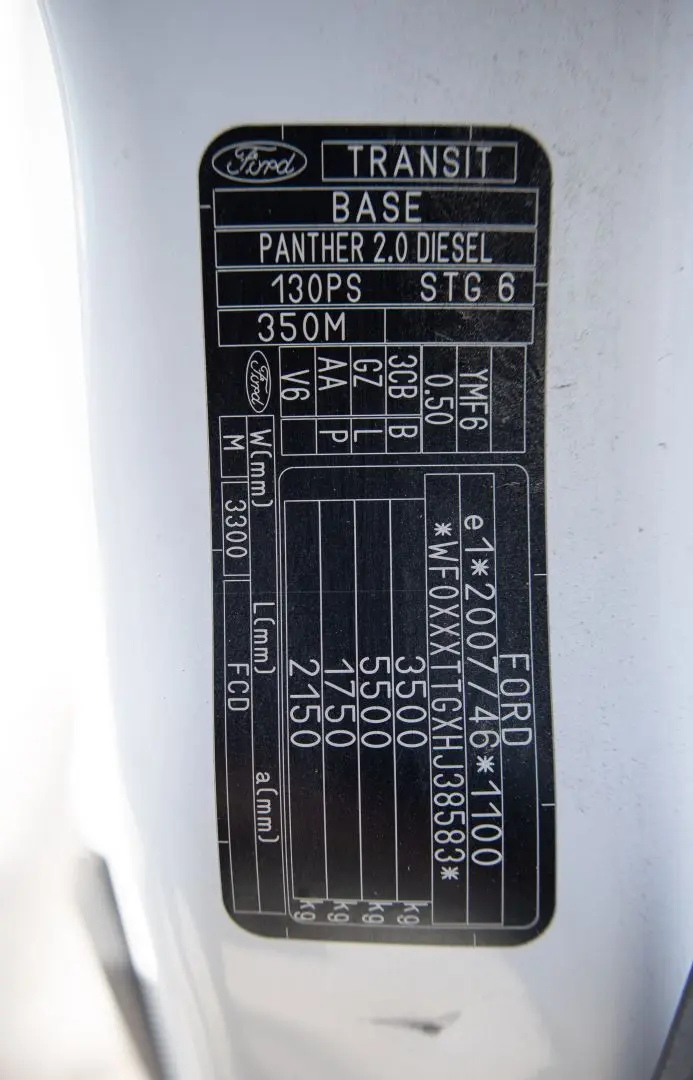 Ford TRANSIT
BASE
PANTHER 2.0 DIESEL
130PS STG 6
350M
YMF6
0.50
3CB B
GZ L
AA P
V6
Ford
FORD
e1*2007/46*1100
*WF0XXXTTGXHJ38583*
3500 kg
5500 kg
1750 kg
2150 kg
W(mm) L(mm) a(mm)
M 3300 FCD